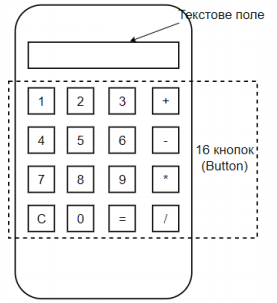 Текстове поле
1 2 3 +
4 5 6 -
7 8 9 *
C 0 = /
16 кнопок
(Button)